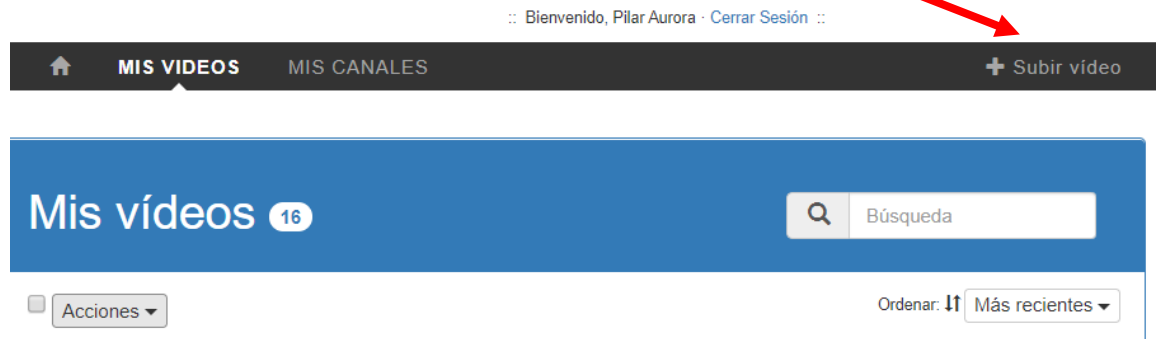 :: Bienvenido, Pilar Aurora · Cerrar Sesión ::
MIS VIDEOS MIS CANALES + Subir vídeo
Mis vídeos 16 Búsqueda
Acciones Ordenar: Más recientes